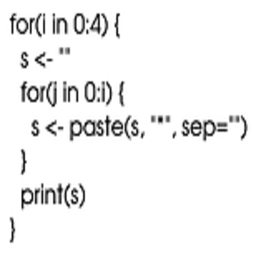 for(i in 0:4) {
s <- ""
for(j in 0:i) {
s <- paste(s, "*", sep="")
}
print(s)
}